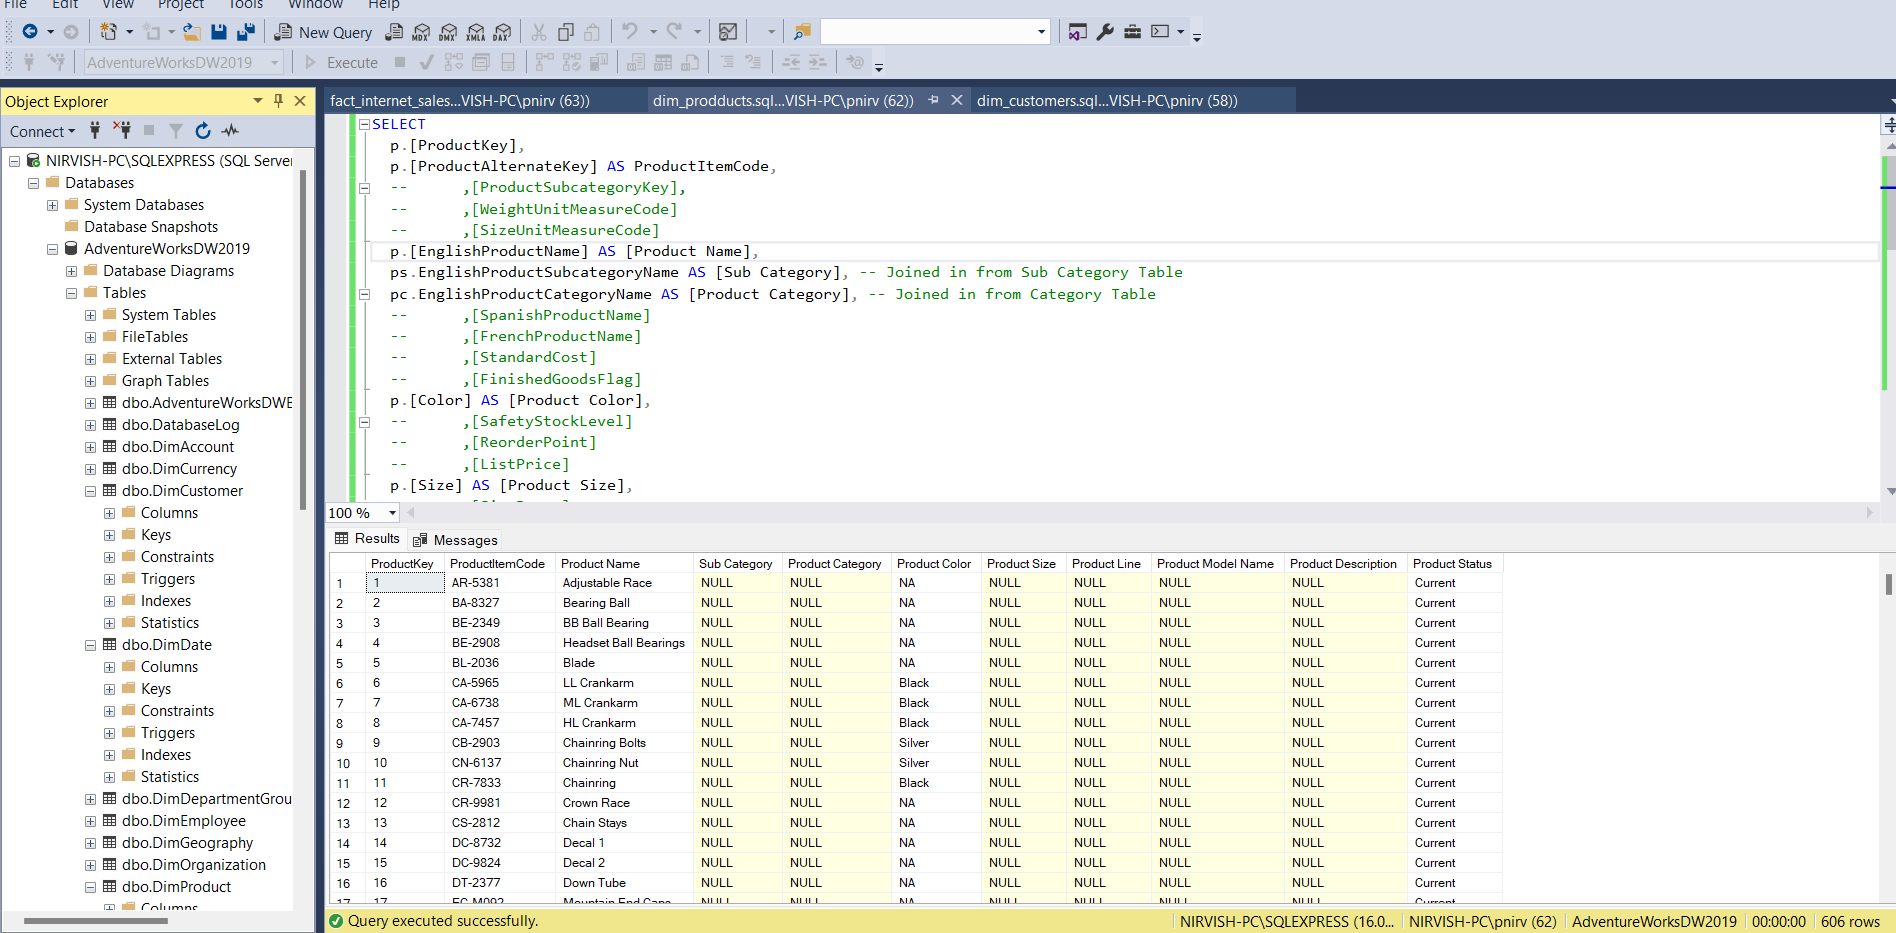 File Edit View Project Tools Window Help
New Query MDX DMX XMLA DAX
AdventureWorksDW2019 Execute
Object Explorer
Connect
NIRVISH-PC\SQLEXPRESS (SQL Server
Databases
System Databases
Database Snapshots
AdventureWorksDW2019
Database Diagrams
Tables
System Tables
FileTables
External Tables
Graph Tables
dbo.AdventureWorksDWB
dbo.DatabaseLog
dbo.DimAccount
dbo.DimCurrency
dbo.DimCustomer
Columns
Keys
Constraints
Triggers
Indexes
Statistics
dbo.DimDate
Columns
Keys
Constraints
Triggers
Indexes
Statistics
dbo.DimDepartmentGrou
dbo.DimEmployee
dbo.DimGeography
dbo.DimOrganization
dbo.DimProduct
Columns
fact_internet_sales...VISH-PC\pnirv (63)) dim_prodducts.sql...VISH-PC\pnirv (62)) dim_customers.sql...VISH-PC\pnirv (58))
SELECT
p.[ProductKey],
p.[ProductAlternateKey] AS ProductItemCode,
-- ,[ProductSubcategoryKey],
-- ,[WeightUnitMeasureCode]
-- ,[SizeUnitMeasureCode]
p.[EnglishProductName] AS [Product Name],
ps.EnglishProductSubcategoryName AS [Sub Category], -- Joined in from Sub Category Table
pc.EnglishProductCategoryName AS [Product Category], -- Joined in from Category Table
-- ,[SpanishProductName]
-- ,[FrenchProductName]
-- ,[StandardCost]
-- ,[FinishedGoodsFlag]
p.[Color] AS [Product Color],
-- ,[SafetyStockLevel]
-- ,[ReorderPoint]
-- ,[ListPrice]
p.[Size] AS [Product Size],
100 %
Results Messages
ProductKey ProductItemCode Product Name Sub Category Product Category Product Color Product Size Product Line Product Model Name Product Description Product Status
1 1 AR-5381 Adjustable Race NULL NULL NA NULL NULL NULL NULL Current
2 2 BA-8327 Bearing Ball NULL NULL NA NULL NULL NULL NULL Current
3 3 BE-2349 BB Ball Bearing NULL NULL NA NULL NULL NULL NULL Current
4 4 BE-2908 Headset Ball Bearings NULL NULL NA NULL NULL NULL NULL Current
5 5 BL-2036 Blade NULL NULL NA NULL NULL NULL NULL Current
6 6 CA-5965 LL Crankarm NULL NULL Black NULL NULL NULL NULL Current
7 7 CA-6738 ML Crankarm NULL NULL Black NULL NULL NULL NULL Current
8 8 CA-7457 HL Crankarm NULL NULL Black NULL NULL NULL NULL Current
9 9 CB-2903 Chainring Bolts NULL NULL Silver NULL NULL NULL NULL Current
10 10 CN-6137 Chainring Nut NULL NULL Silver NULL NULL NULL NULL Current
11 11 CR-7833 Chainring NULL NULL Black NULL NULL NULL NULL Current
12 12 CR-9981 Crown Race NULL NULL NA NULL NULL NULL NULL Current
13 13 CS-2812 Chain Stays NULL NULL NA NULL NULL NULL NULL Current
14 14 DC-8732 Decal 1 NULL NULL NA NULL NULL NULL NULL Current
15 15 DC-9824 Decal 2 NULL NULL NA NULL NULL NULL NULL Current
16 16 DT-2377 Down Tube NULL NULL NA NULL NULL NULL NULL Current
17 17 EC-M092 Mountain End Caps NULL NULL NA NULL NULL NULL NULL Current
Query executed successfully. NIRVISH-PC\SQLEXPRESS (16.0... NIRVISH-PC\pnirv (62) AdventureWorksDW2019 00:00:00 606 rows